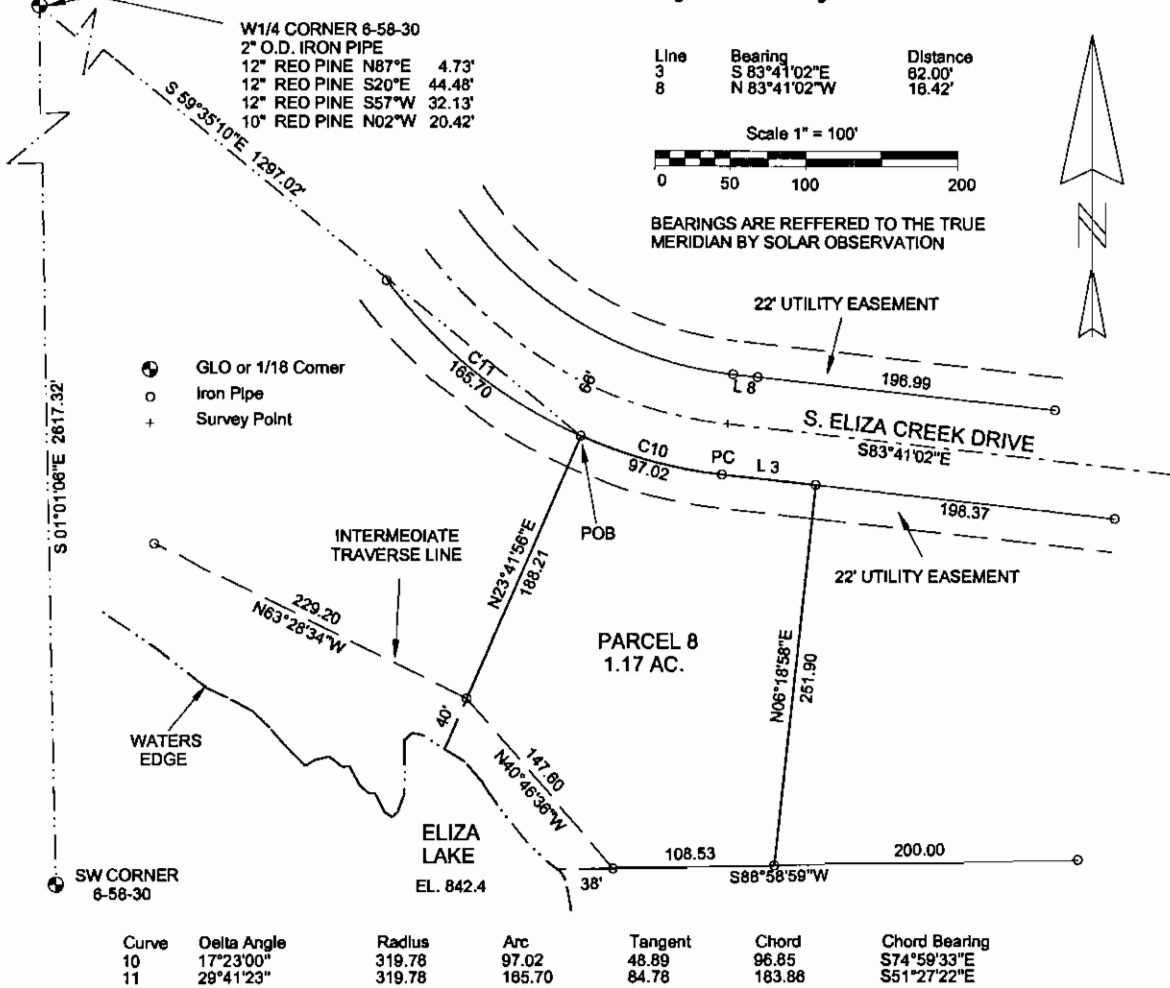 W1/4 CORNER 6-58-30
2" O.D. IRON PIPE
12" REO PINE N87°E 4.73'
12" REO PINE S20°E 44.48'
12" REO PINE S57°W 32.13'
10" RED PINE N02°W 20.42'
Line Bearing Distance
3 S 83°41'02"E 62.00'
8 N 83°41'02"W 16.42'
Scale 1" = 100'
0 50 100 200
BEARINGS ARE REFFERED TO THE TRUE
MERIDIAN BY SOLAR OBSERVATION
N
S 59°35'10"E 1297.02'
22' UTILITY EASEMENT
GLO or 1/18 Corner
Iron Pipe
Survey Point
C11
165.70
66'
L 8
196.99
S. ELIZA CREEK DRIVE
S83°41'02"E
C10
97.02
PC
L 3
198.37
POB
22' UTILITY EASEMENT
S 01°01'06"E 2617.32'
INTERMEOIATE
TRAVERSE LINE
N23°41'56"E
188.21
229.20
N63°28'34"W
PARCEL 8
1.17 AC.
N06°18'58"E
251.90
40'
WATERS
EDGE
147.60
N40°46'36"W
ELIZA
LAKE
EL. 842.4
108.53
200.00
S88°58'59"W
38'
SW CORNER
6-58-30
Curve Oelta Angle Radius Arc Tangent Chord Chord Bearing
10 17°23'00" 319.78 97.02 48.89 96.65 S74°59'33"E
11 29°41'23" 319.78 165.70 84.76 163.86 S51°27'22"E